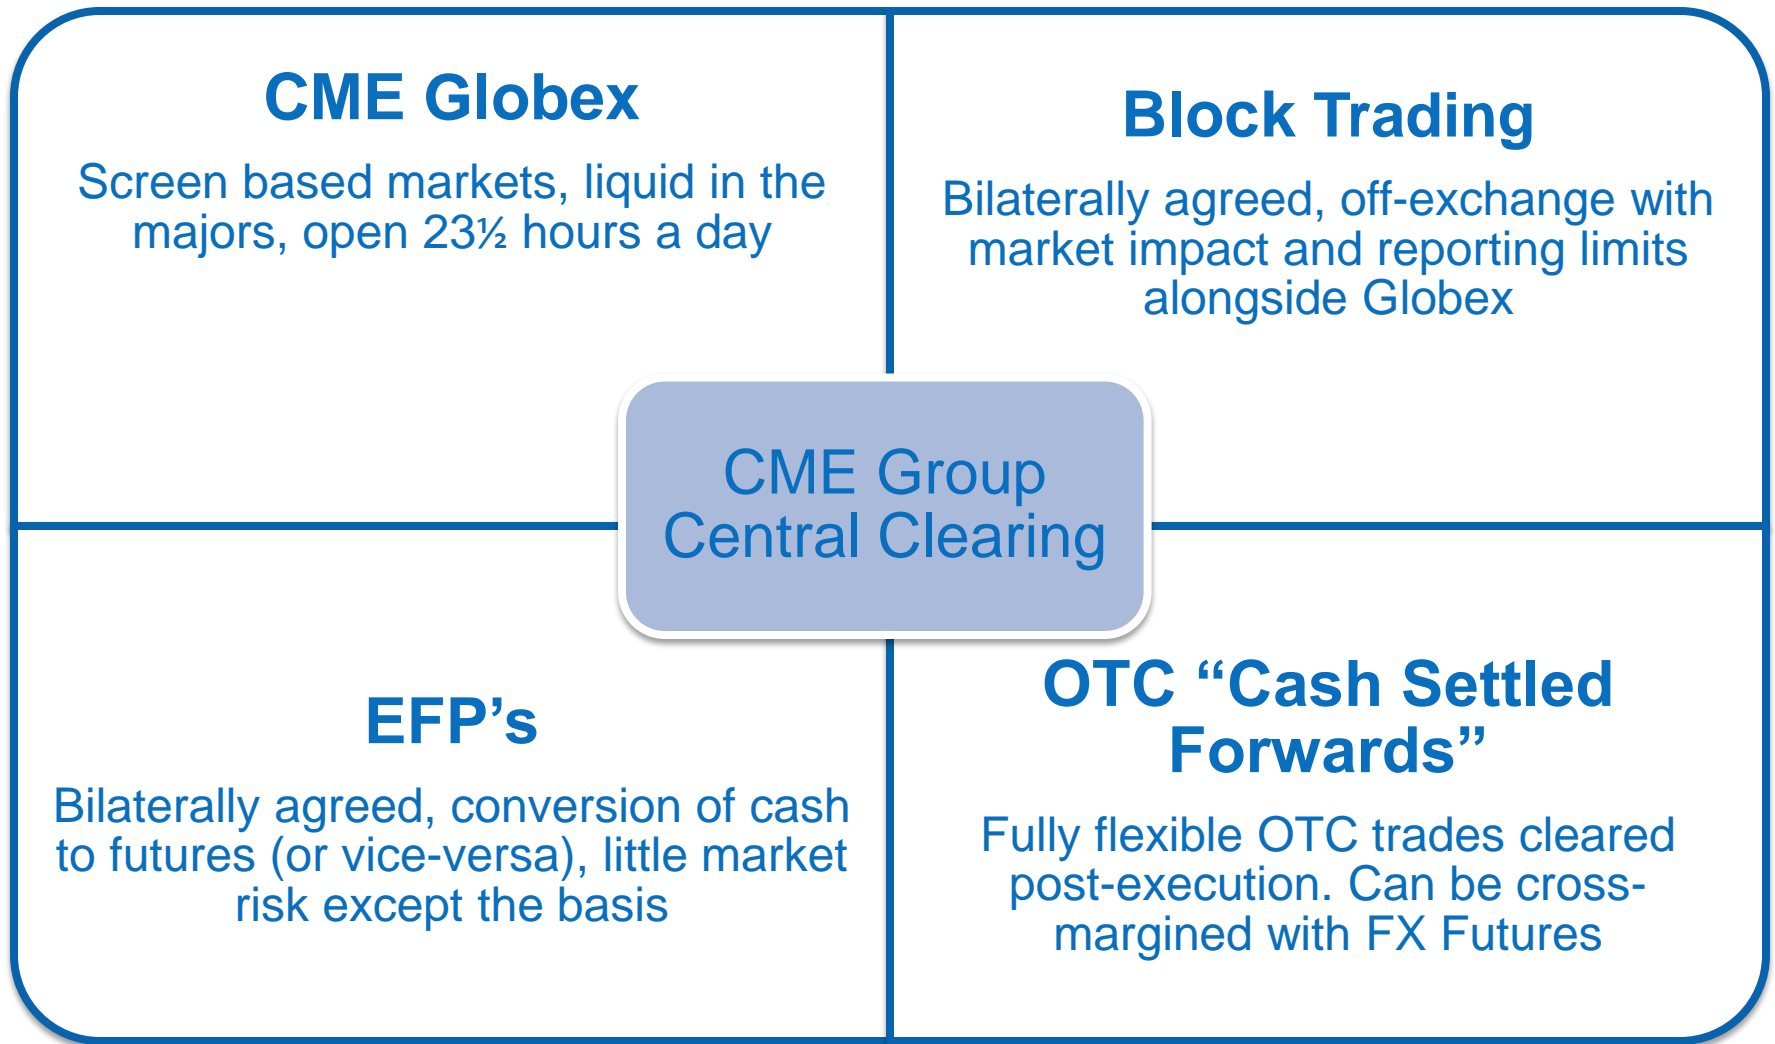 CME Globex
Screen based markets, liquid in the
majors, open 23½ hours a day
Block Trading
Bilaterally agreed, off-exchange with
market impact and reporting limits
alongside Globex
CME Group
Central Clearing
EFP’s
Bilaterally agreed, conversion of cash
to futures (or vice-versa), little market
risk except the basis
OTC “Cash Settled
Forwards”
Fully flexible OTC trades cleared
post-execution. Can be cross-
margined with FX Futures